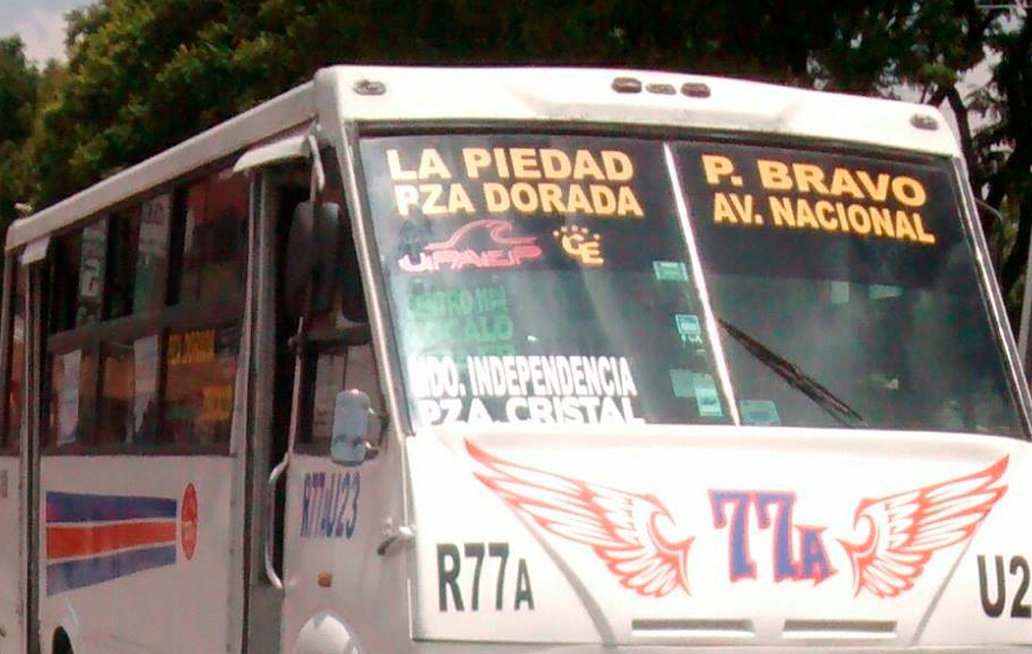 LA PIEDAD
PZA DORADA
P. BRAVO
AV. NACIONAL
UPAEP
CE
MDO. INDEPENDENCIA
PZA. CRISTAL
77A
R77A
U2
R77AU23